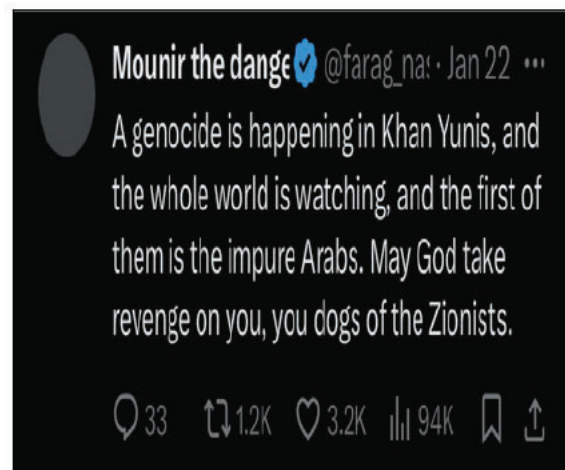 Mounir the dange @farag_na: · Jan 22 ···
A genocide is happening in Khan Yunis, and
the whole world is watching, and the first of
them is the impure Arabs. May God take
revenge on you, you dogs of the Zionists.
33 1.2K 3.2K 94K